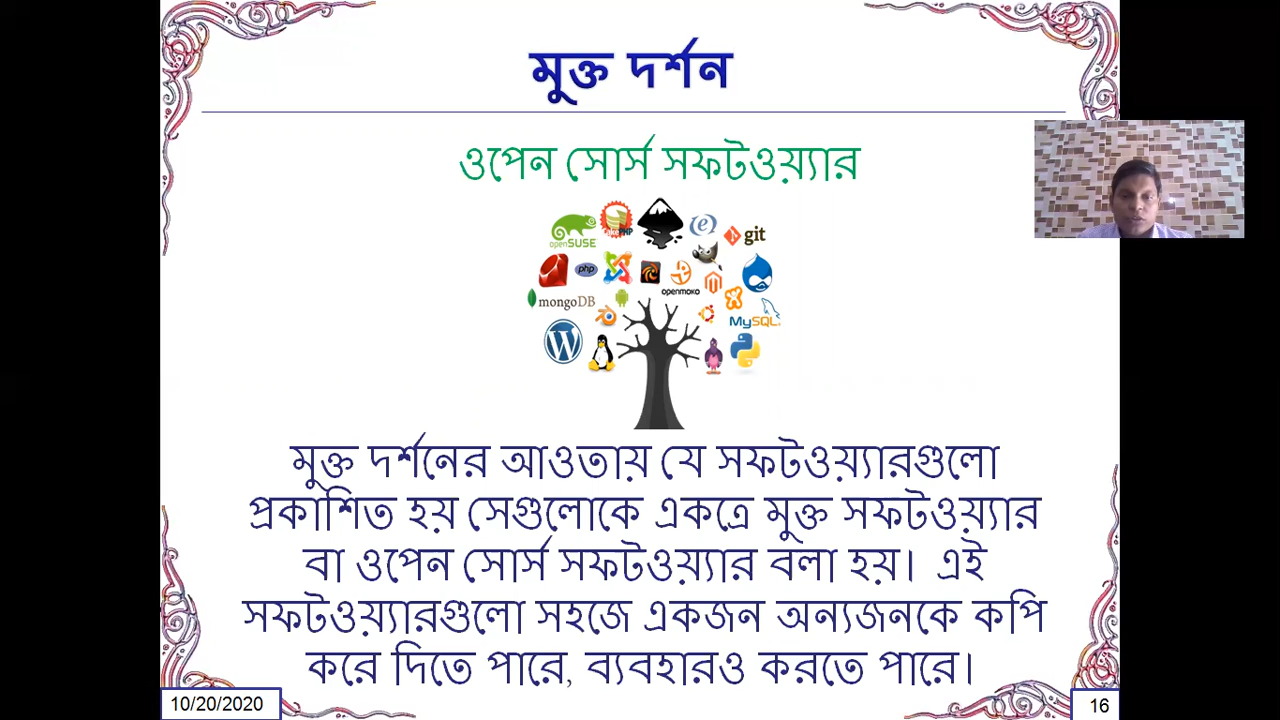 মুক্ত দর্শন
ওপেন সোর্স সফটওয়্যার
openSUSE
git
php
openmoko
mongoDB
MySQL
মুক্ত দর্শনের আওতায় যে সফটওয়্যারগুলো
প্রকাশিত হয় সেগুলোকে একত্রে মুক্ত সফটওয়্যার
বা ওপেন সোর্স সফটওয়্যার বলা হয়। এই
সফটওয়্যারগুলো সহজে একজন অন্যজনকে কপি
করে দিতে পারে, ব্যবহারও করতে পারে।
10/20/2020
16